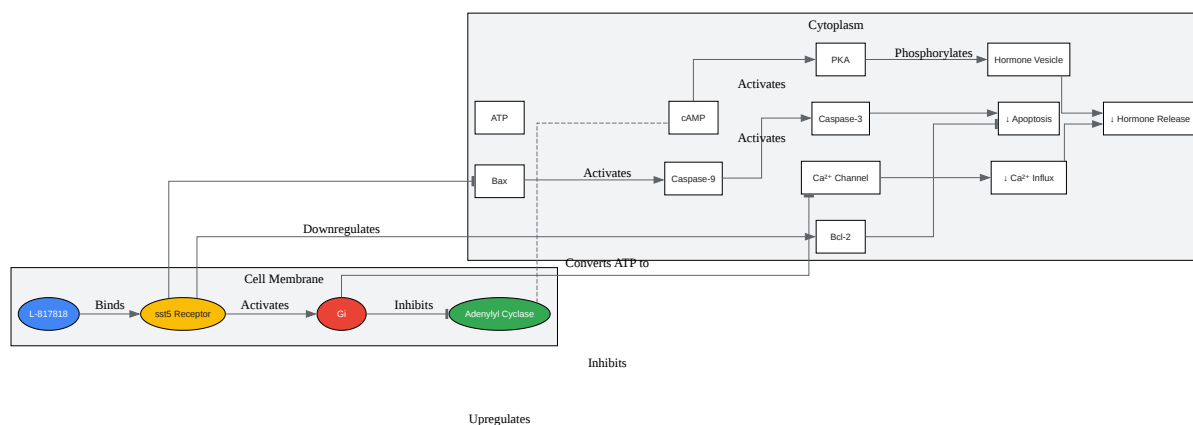 Cytoplasm
PKA
Phosphorylates
Hormone Vesicle
Activates
ATP
cAMP
Caspase-3
↓ Apoptosis
↓ Hormone Release
Activates
Bax
Activates
Caspase-9
Ca²⁺ Channel
↓ Ca²⁺ Influx
Downregulates
Bcl-2
Converts ATP to
Cell Membrane
L-817818
Binds
sst5 Receptor
Activates
Gi
Inhibits
Adenylyl Cyclase
Inhibits
Upregulates